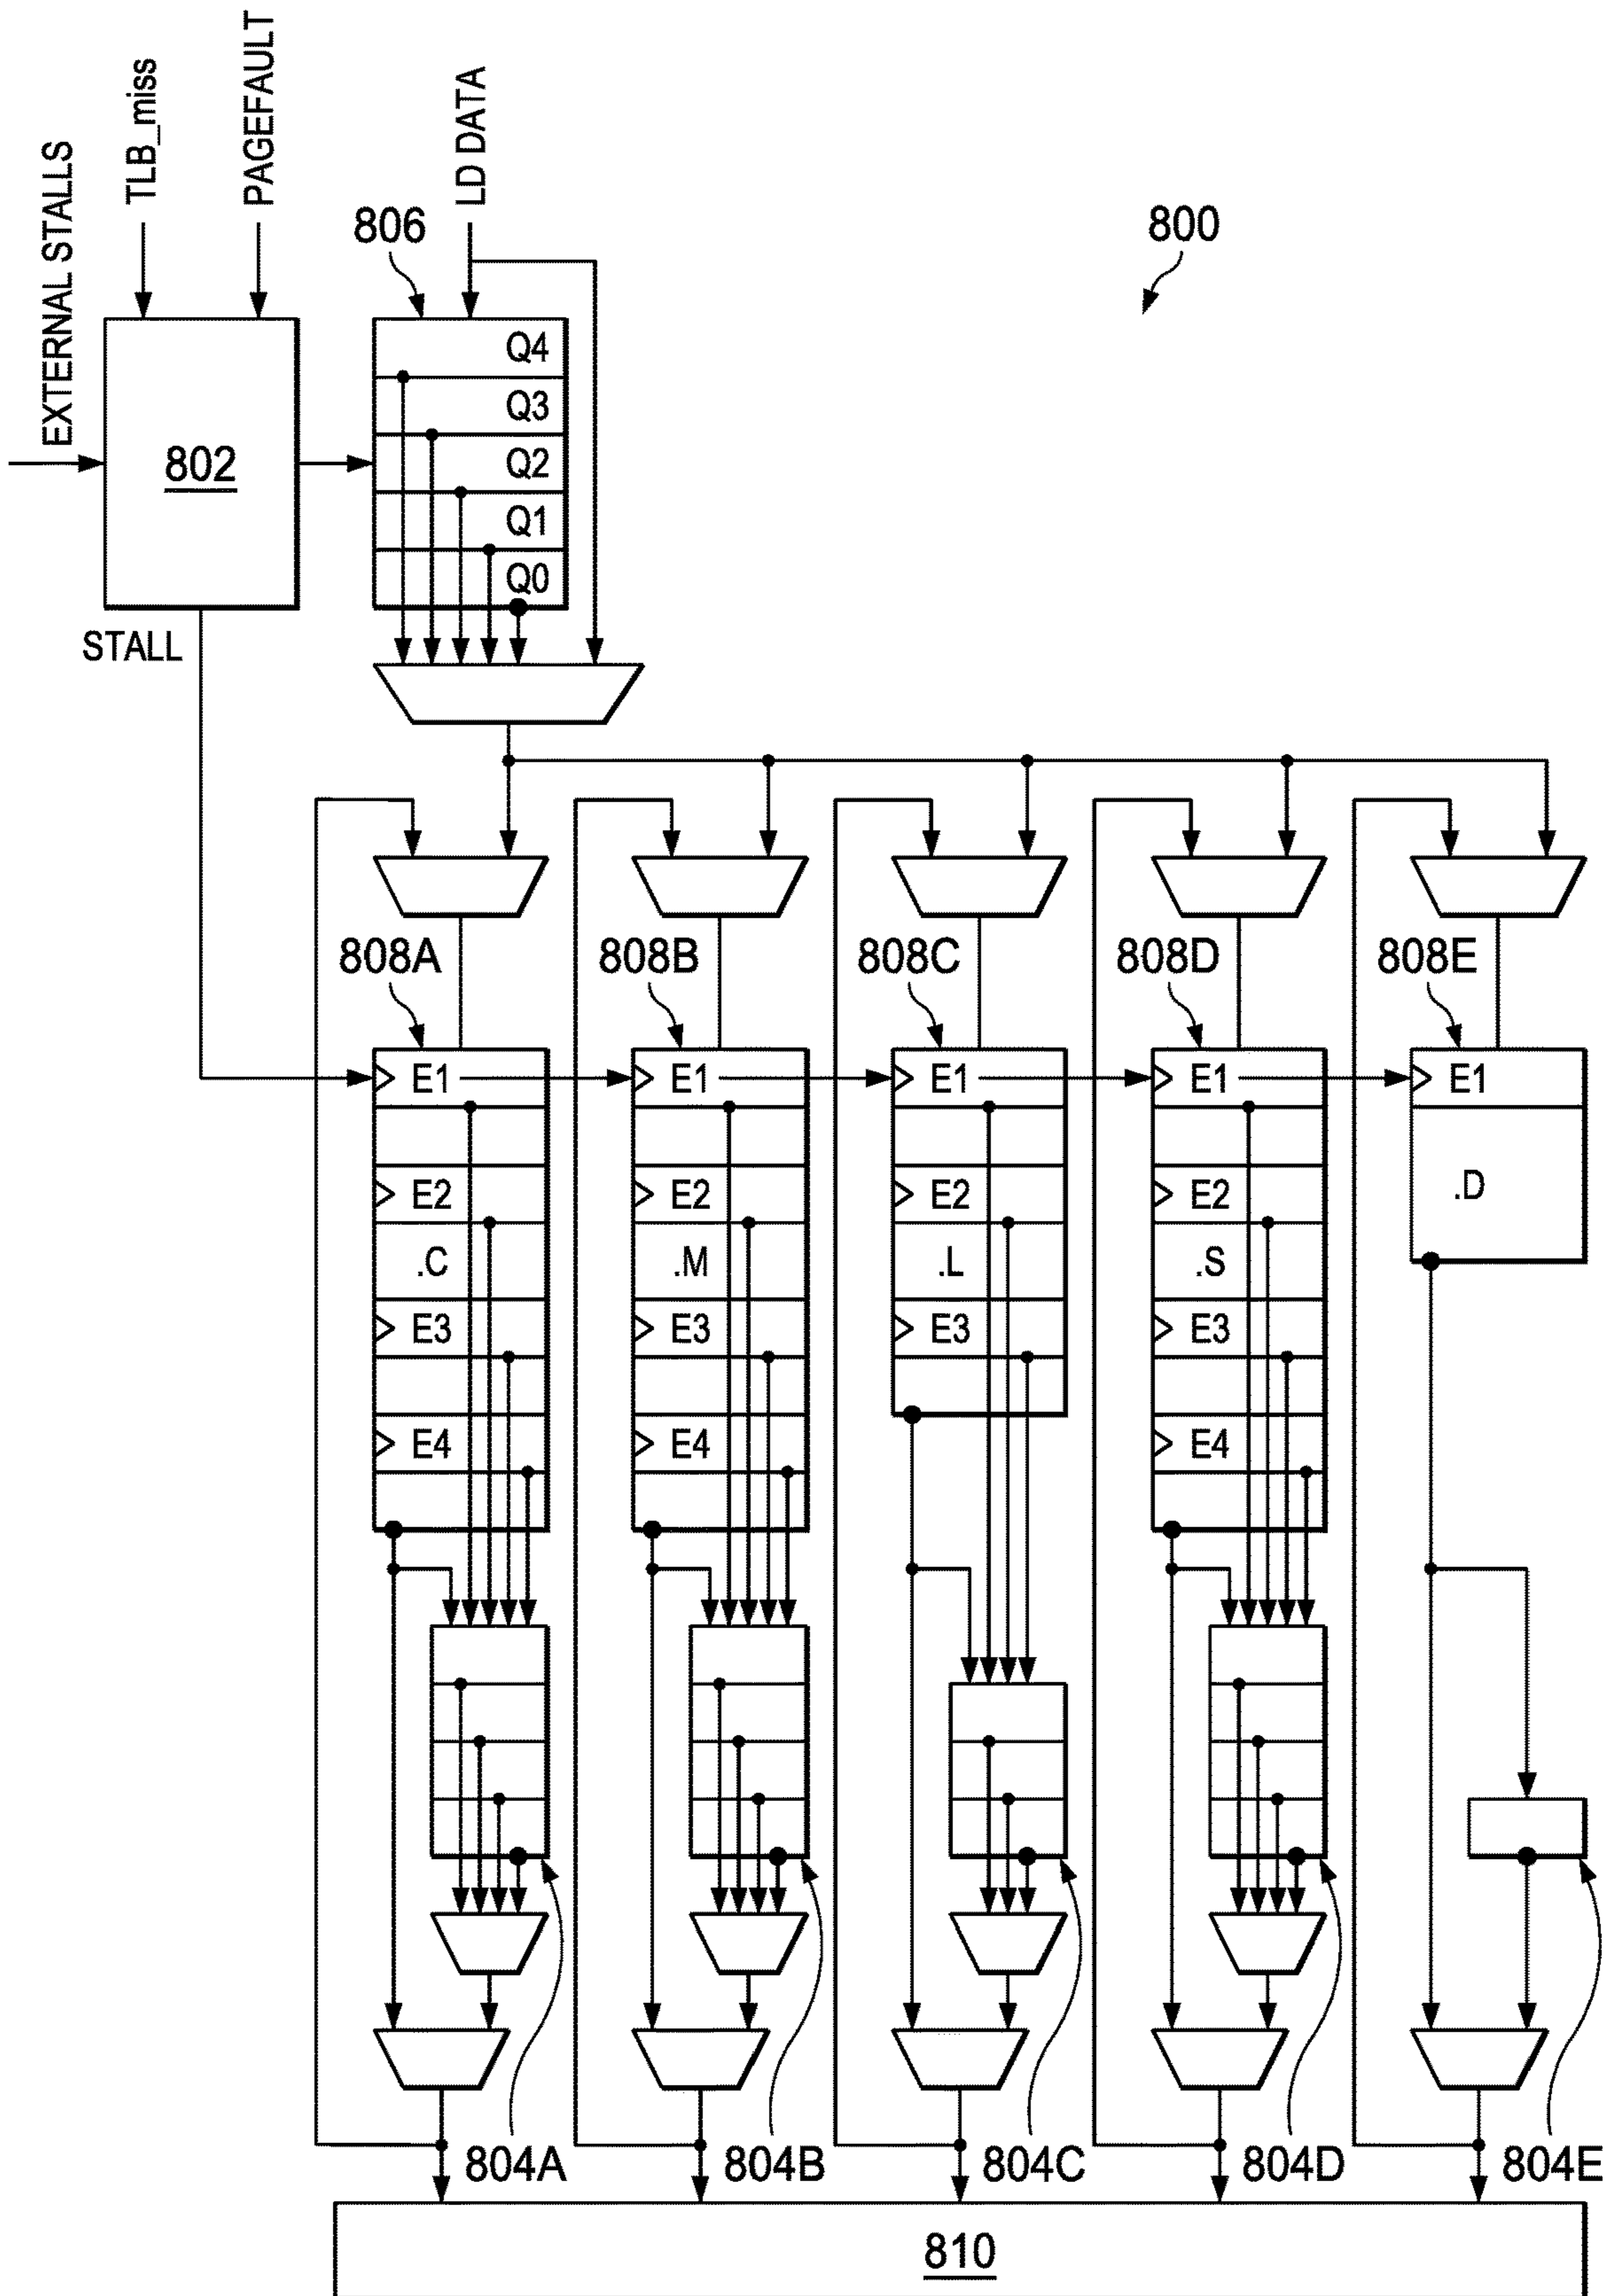 EXTERNAL STALLS
TLB_miss
PAGEFAULT
LD DATA
806
800
Q4
Q3
802
Q2
Q1
Q0
STALL
808A
808B
808C
808D
808E
E1
E1
E1
E1
E1
E2
E2
E2
E2
.D
.C
.M
.L
.S
E3
E3
E3
E3
E4
E4
E4
804A
804B
804C
804D
804E
810